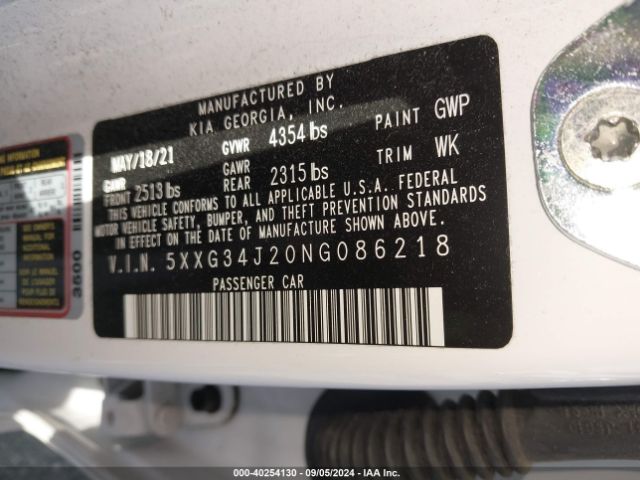 MANUFACTURED BY
KIA GEORGIA, INC.
MAY/18/21 GVWR 4354 lbs PAINT GWP
GAWR FRONT 2513 lbs GAWR REAR 2315 lbs TRIM WK
THIS VEHICLE CONFORMS TO ALL APPLICABLE U.S.A. FEDERAL
MOTOR VEHICLE SAFETY, BUMPER, AND THEFT PREVENTION STANDARDS
IN EFFECT ON THE DATE OF MANUFACTURE SHOWN ABOVE.
V.I.N. 5XXG34J20NG086218
PASSENGER CAR
INFORMATION
3500
000-40254130 - 09/05/2024 - IAA Inc.